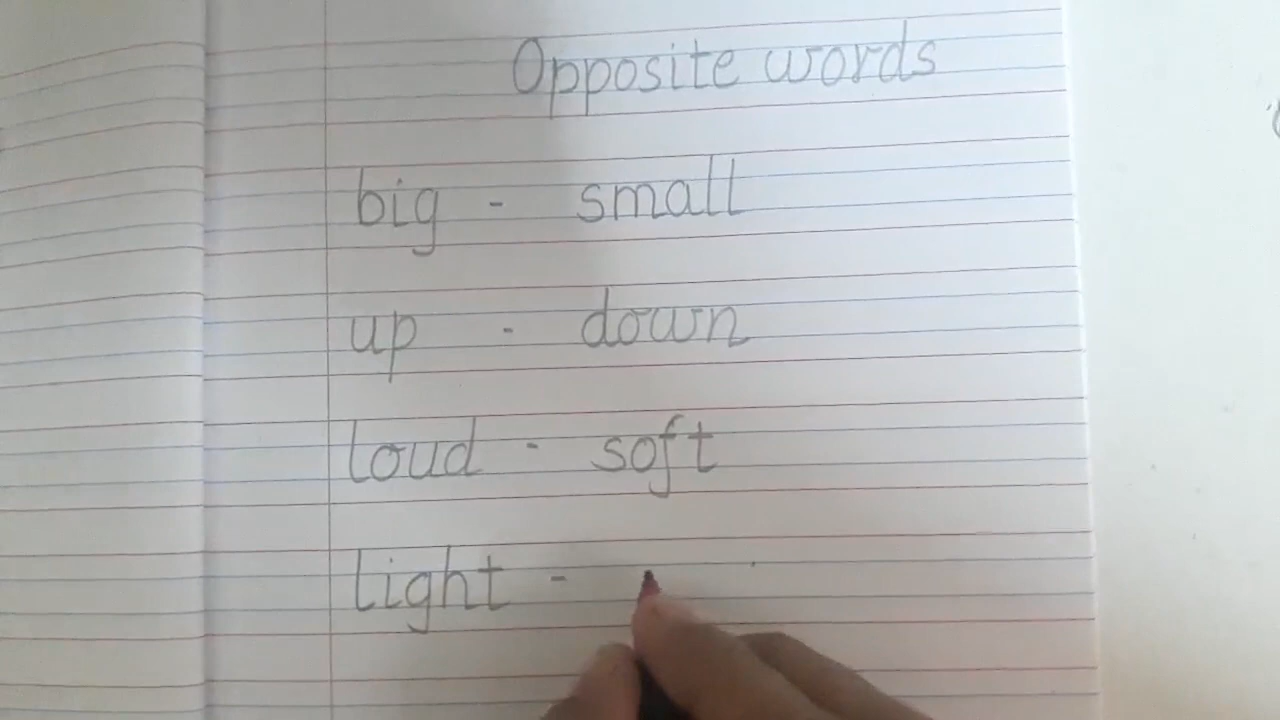 Opposite words
big - small
up - down
loud - soft
light -